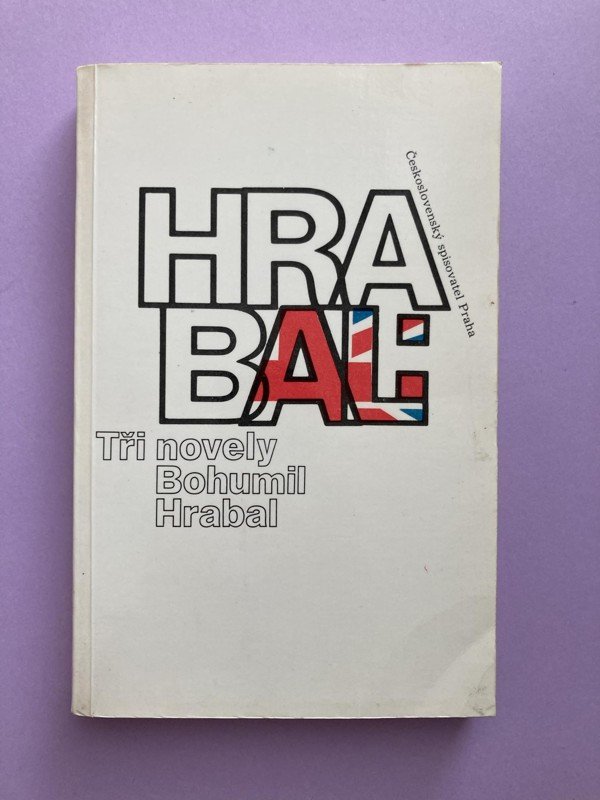 HRA
BAL:
Československý spisovatel Praha
Tři novely
Bohumil
Hrabal